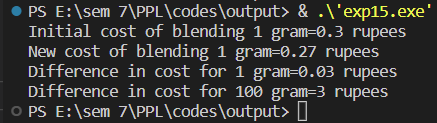 PS E:\sem 7\PPL\codes\output> & .\'exp15.exe'
Initial cost of blending 1 gram=0.3 rupees
New cost of blending 1 gram=0.27 rupees
Difference in cost for 1 gram=0.03 rupees
Difference in cost for 100 gram=3 rupees
PS E:\sem 7\PPL\codes\output>